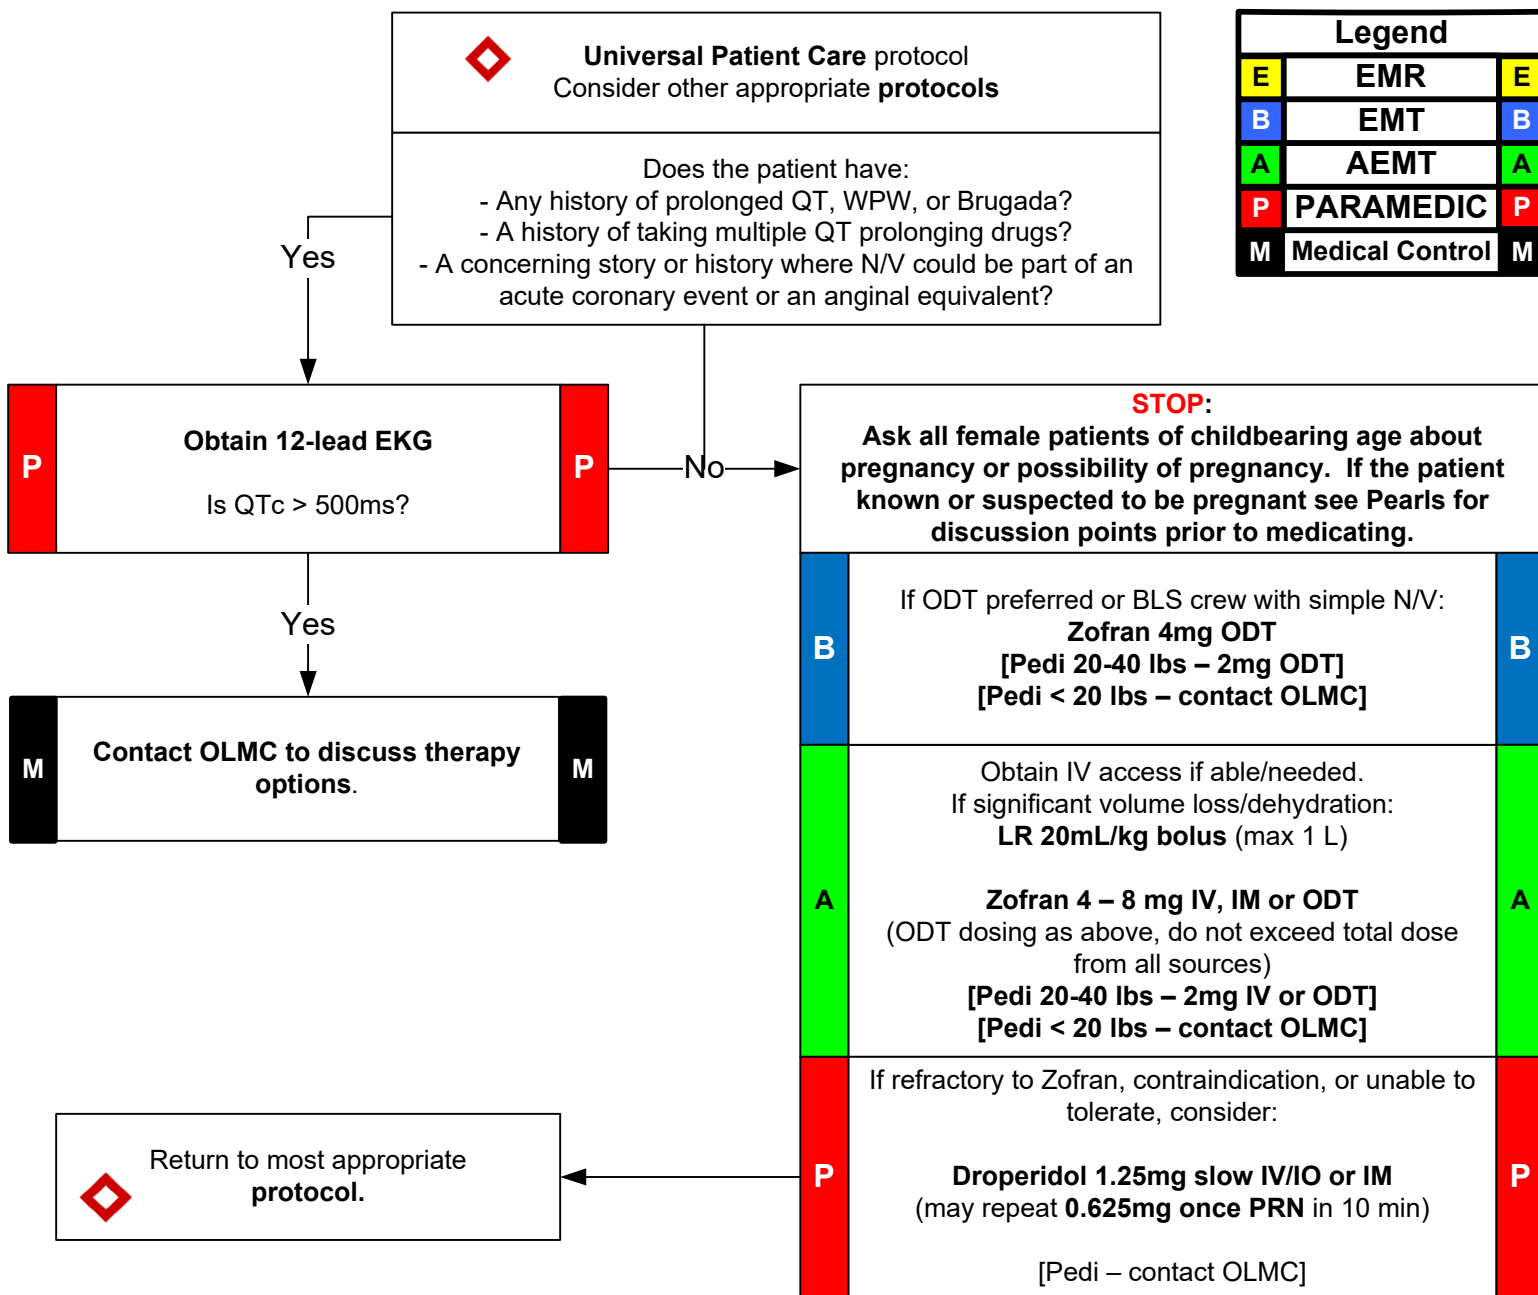 Universal Patient Care protocol
Consider other appropriate protocols
Does the patient have:
- Any history of prolonged QT, WPW, or Brugada?
- A history of taking multiple QT prolonging drugs?
- A concerning story or history where N/V could be part of an
acute coronary event or an anginal equivalent?
Legend
E EMR E
B EMT B
A AEMT A
P PARAMEDIC P
M Medical Control M
Yes
P
Obtain 12-lead EKG
Is QTc > 500ms?
P
No
Yes
M
Contact OLMC to discuss therapy
options.
M
STOP:
Ask all female patients of childbearing age about
pregnancy or possibility of pregnancy.  If the patient
known or suspected to be pregnant see Pearls for
discussion points prior to medicating.
B
If ODT preferred or BLS crew with simple N/V:
Zofran 4mg ODT
[Pedi 20-40 lbs – 2mg ODT]
[Pedi < 20 lbs – contact OLMC]
B
A
Obtain IV access if able/needed.
If significant volume loss/dehydration:
LR 20mL/kg bolus (max 1 L)
Zofran 4 – 8 mg IV, IM or ODT
(ODT dosing as above, do not exceed total dose
from all sources)
[Pedi 20-40 lbs – 2mg IV or ODT]
[Pedi < 20 lbs – contact OLMC]
A
P
If refractory to Zofran, contraindication, or unable to
tolerate, consider:
Droperidol 1.25mg slow IV/IO or IM
(may repeat 0.625mg once PRN in 10 min)
[Pedi – contact OLMC]
P
Return to most appropriate
protocol.